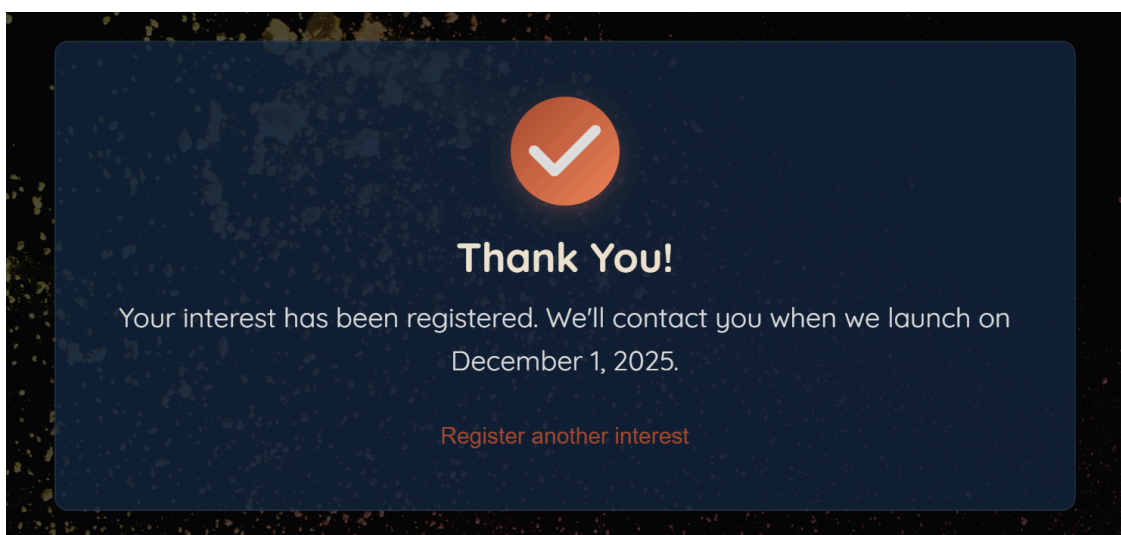 Thank You!
Your interest has been registered. We'll contact you when we launch on
December 1, 2025.
Register another interest